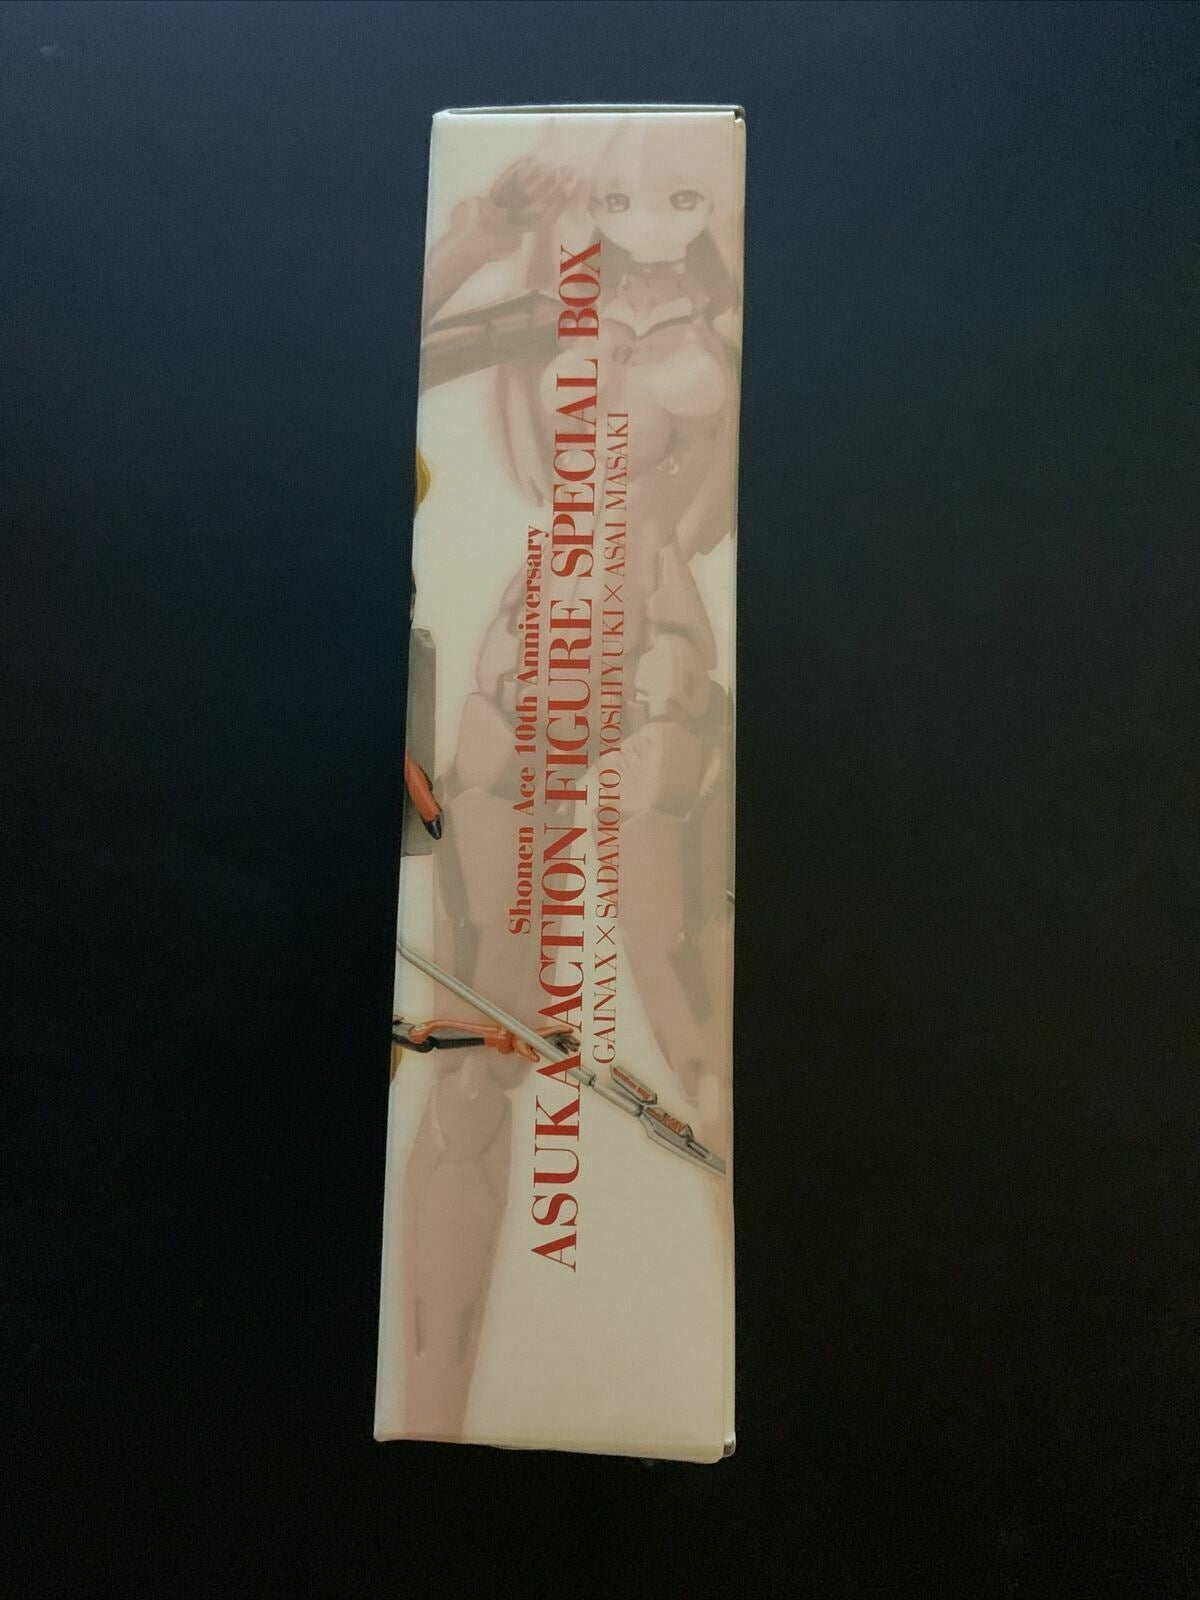 Shonen Ace 10th Anniversary
ASUKA ACTION FIGURE SPECIAL BOX
GAINAX×SADAMOTO YOSHIYUKI×ASAI MASAKI